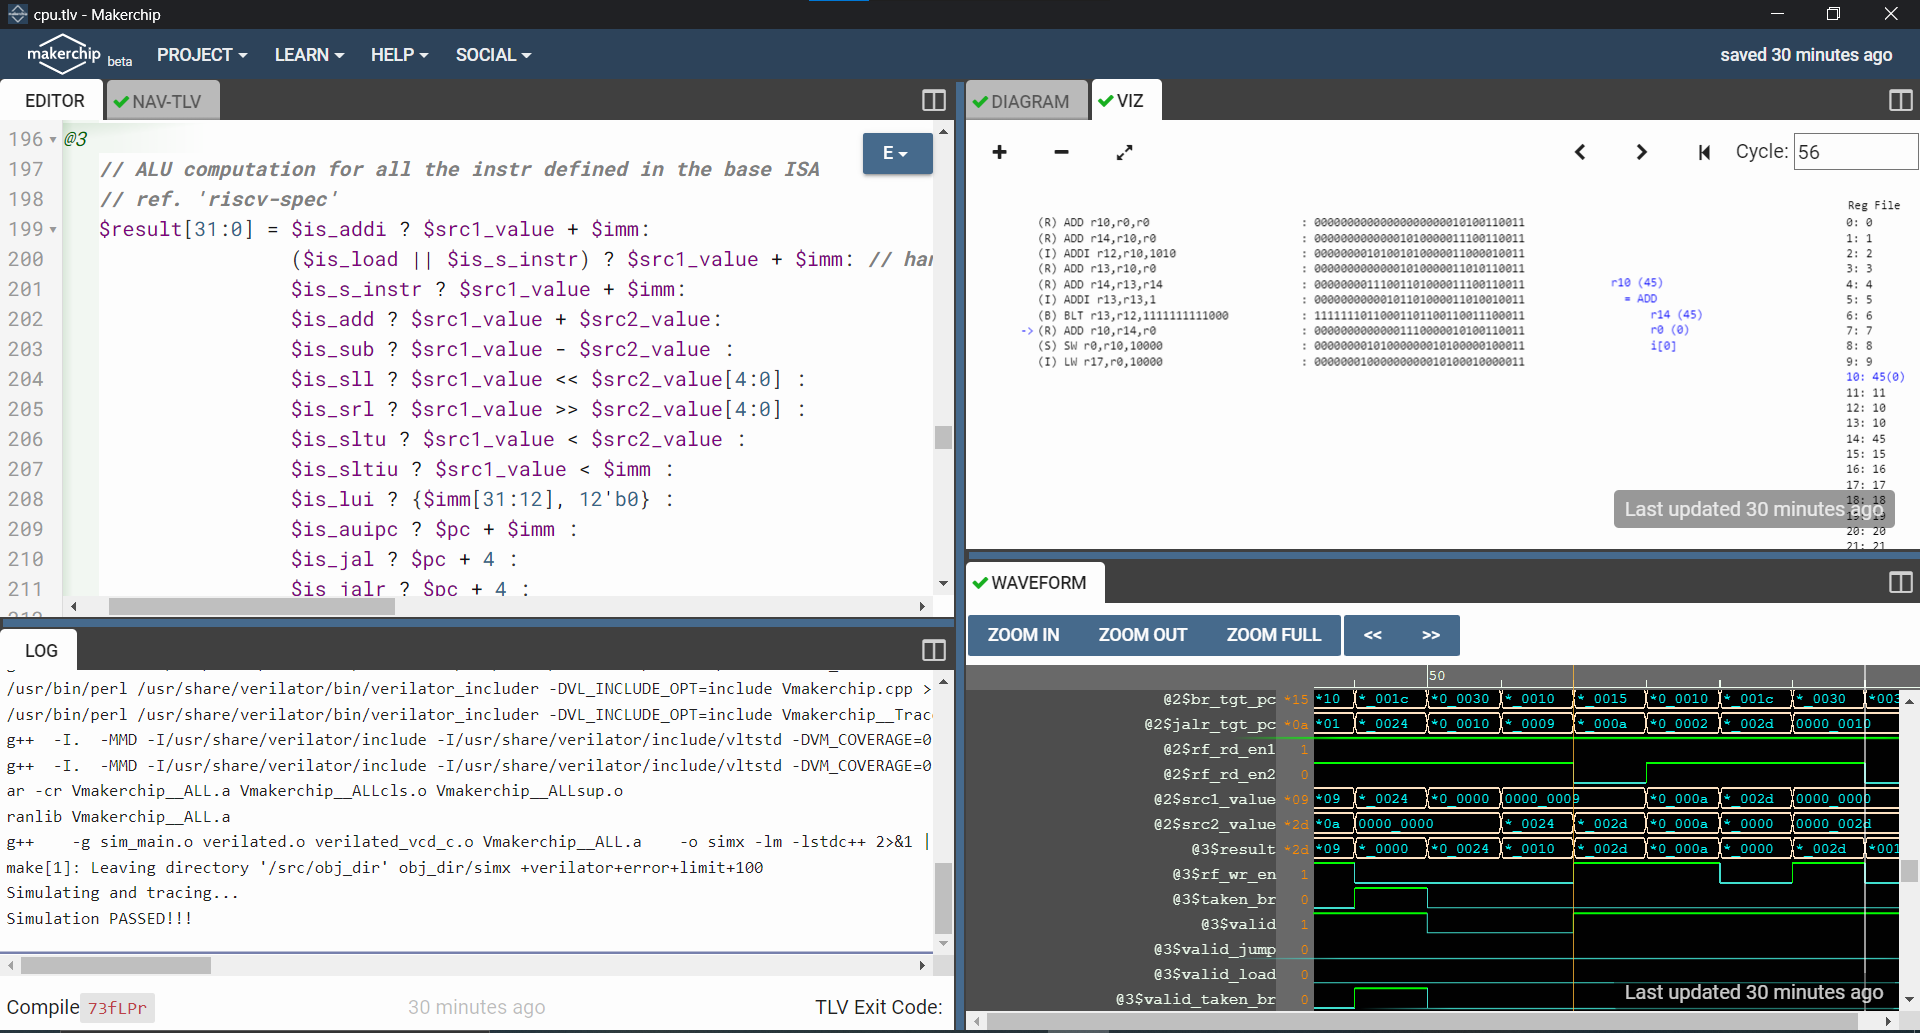 cpu.tlv - Makerchip
makerchip beta PROJECT LEARN HELP SOCIAL saved 30 minutes ago
EDITOR NAV-TLV
196 @3
197 // ALU computation for all the instr defined in the base ISA
198 // ref. 'riscv-spec'
199 $result[31:0] = $is_addi ? $src1_value + $imm:
200 ($is_load || $is_s_instr) ? $src1_value + $imm: // har
201 $is_s_instr ? $src1_value + $imm:
202 $is_add ? $src1_value + $src2_value:
203 $is_sub ? $src1_value - $src2_value :
204 $is_sll ? $src1_value << $src2_value[4:0] :
205 $is_srl ? $src1_value >> $src2_value[4:0] :
206 $is_sltu ? $src1_value < $src2_value :
207 $is_sltiu ? $src1_value < $imm :
208 $is_lui ? {$imm[31:12], 12'b0} :
209 $is_auipc ? $pc + $imm :
210 $is_jal ? $pc + 4 :
211 $is_jalr ? $pc + 4 :
E
LOG
/usr/bin/perl /usr/share/verilator/bin/verilator_includer -DVL_INCLUDE_OPT=include Vmakerchip.cpp >
/usr/bin/perl /usr/share/verilator/bin/verilator_includer -DVL_INCLUDE_OPT=include Vmakerchip__Trac
g++ -I. -MMD -I/usr/share/verilator/include -I/usr/share/verilator/include/vltstd -DVM_COVERAGE=0
g++ -I. -MMD -I/usr/share/verilator/include -I/usr/share/verilator/include/vltstd -DVM_COVERAGE=0
ar -cr Vmakerchip__ALL.a Vmakerchip__ALLcls.o Vmakerchip__ALLsup.o
ranlib Vmakerchip__ALL.a
g++ -g sim_main.o verilated.o verilated_vcd_c.o Vmakerchip__ALL.a -o simx -lm -lstdc++ 2>&1 |
make[1]: Leaving directory '/src/obj_dir' obj_dir/simx +verilator+error+limit+100
Simulating and tracing...
Simulation PASSED!!!
Compile 73fLPr 30 minutes ago TLV Exit Code:
DIAGRAM VIZ
+ − Cycle: 56
(R) ADD r10,r0,r0 : 00000000000000000000010100110011
(R) ADD r14,r10,r0 : 00000000000001010000011100110011
(I) ADDI r12,r10,1010 : 00000000101001010000011000010011
(R) ADD r13,r10,r0 : 00000000000001010000011010110011
(R) ADD r14,r13,r14 : 00000000111001101000011100110011
(I) ADDI r13,r13,1 : 00000000000101101000011010010011
(B) BLT r13,r12,1111111111000 : 11111110110001101100110011100011
-> (R) ADD r10,r14,r0 : 00000000000001110000010100110011
(S) SW r0,r10,10000 : 00000000101000000010100000100011
(I) LW r17,r0,10000 : 00000001000000000010100010000011
r10 (45)
= ADD
r14 (45)
r0 (0)
i[0]
Reg File
0: 0
1: 1
2: 2
3: 3
4: 4
5: 5
6: 6
7: 7
8: 8
9: 9
10: 45(0)
11: 11
12: 10
13: 10
14: 45
15: 15
16: 16
17: 17
18: 18
19: 19
20: 20
21: 21
Last updated 30 minutes ago
WAVEFORM
ZOOM IN ZOOM OUT ZOOM FULL << >>
50
@2$br_tgt_pc *15 *10 *_001c *0_0030 *_0010 *_0015 *0_0010 *_001c *_0030 *003
@2$jalr_tgt_pc *0a *01 *_0024 *0_0010 *_0009 *_000a *0_0002 *_002d 0000_0010
@2$rf_rd_en1 1
@2$rf_rd_en2 0
@2$src1_value *09 *09 *_0024 *0_0000 0000_0009 *0_000a *_002d 0000_0000
@2$src2_value *2d *0a 0000_0000 *_0024 *_002d *0_000a *_0000 0000_002d
@3$result *2d *09 *_0000 *0_0024 *_0010 *_002d *0_000a *_0000 *_002d *001
@3$rf_wr_en 1
@3$taken_br 0
@3$valid 1
@3$valid_jump 0
@3$valid_load 0
@3$valid_taken_br 0
Last updated 30 minutes ago